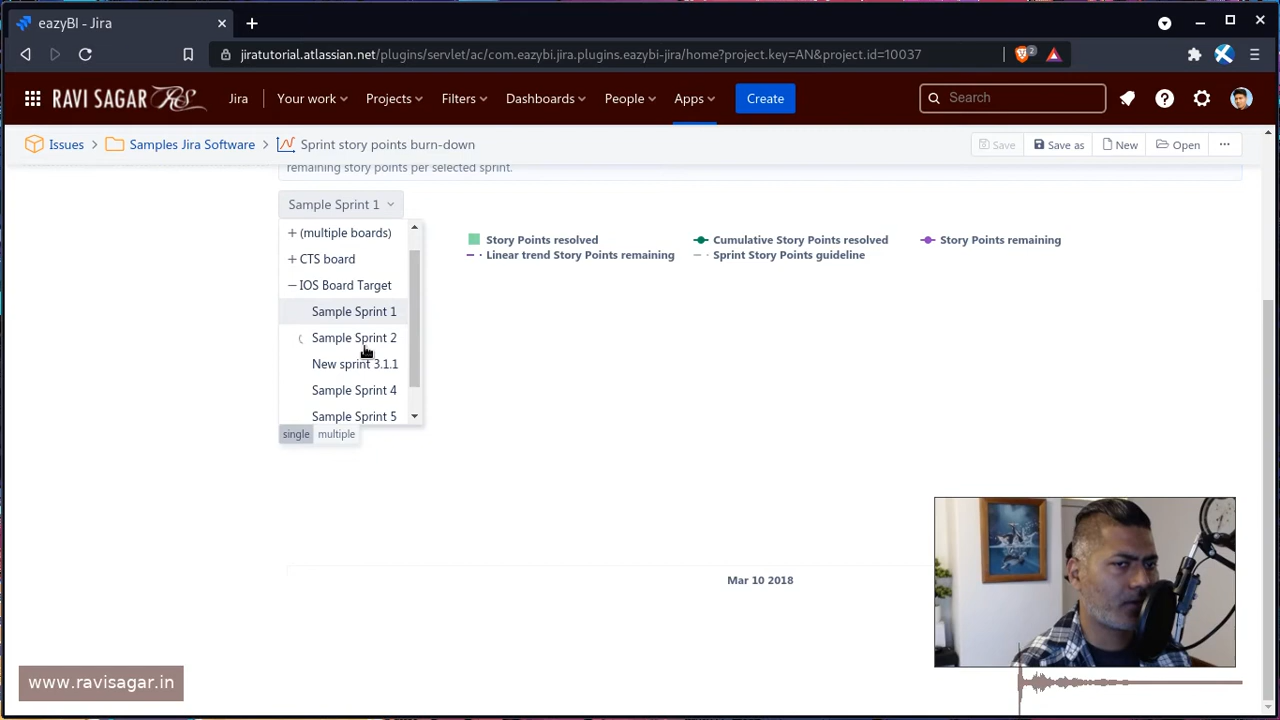 eazyBI - Jira
jiratutorial.atlassian.net/plugins/servlet/ac/com.eazybi.jira.plugins.eazybi-jira/home?project.key=AN&project.id=10037
2
RAVI SAGAR RS
Jira
Your work
Projects
Filters
Dashboards
People
Apps
Create
Search
Issues
Samples Jira Software
Sprint story points burn-down
Save
Save as
New
Open
remaining story points per selected sprint.
Sample Sprint 1
(multiple boards)
CTS board
IOS Board Target
Sample Sprint 1
Sample Sprint 2
New sprint 3.1.1
Sample Sprint 4
Sample Sprint 5
single multiple
Story Points resolved
Cumulative Story Points resolved
Story Points remaining
Linear trend Story Points remaining
Sprint Story Points guideline
Mar 10 2018
www.ravisagar.in